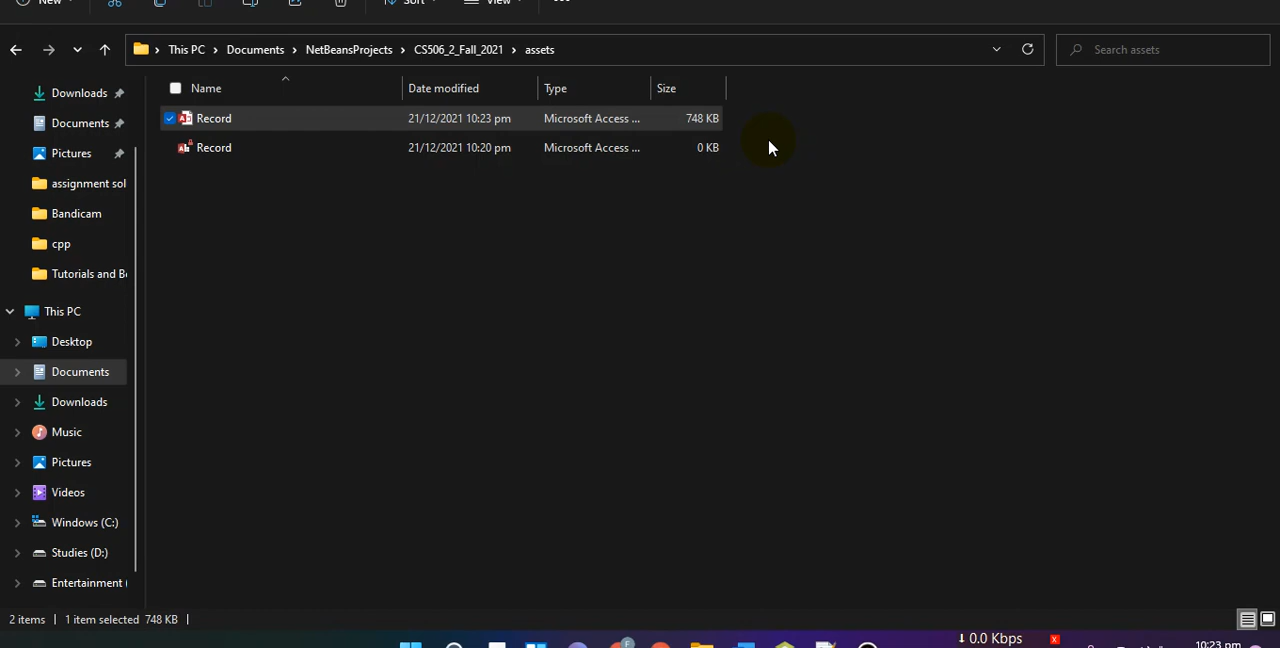 New Sort View
This PC > Documents > NetBeansProjects > CS506_2_Fall_2021 > assets Search assets
Name Date modified Type Size
Record 21/12/2021 10:23 pm Microsoft Access ... 748 KB
Record 21/12/2021 10:20 pm Microsoft Access ... 0 KB
Downloads
Documents
Pictures
assignment sol
Bandicam
cpp
Tutorials and Bo
This PC
Desktop
Documents
Downloads
Music
Pictures
Videos
Windows (C:)
Studies (D:)
Entertainment (
2 items 1 item selected 748 KB
0.0 Kbps
10:23 pm